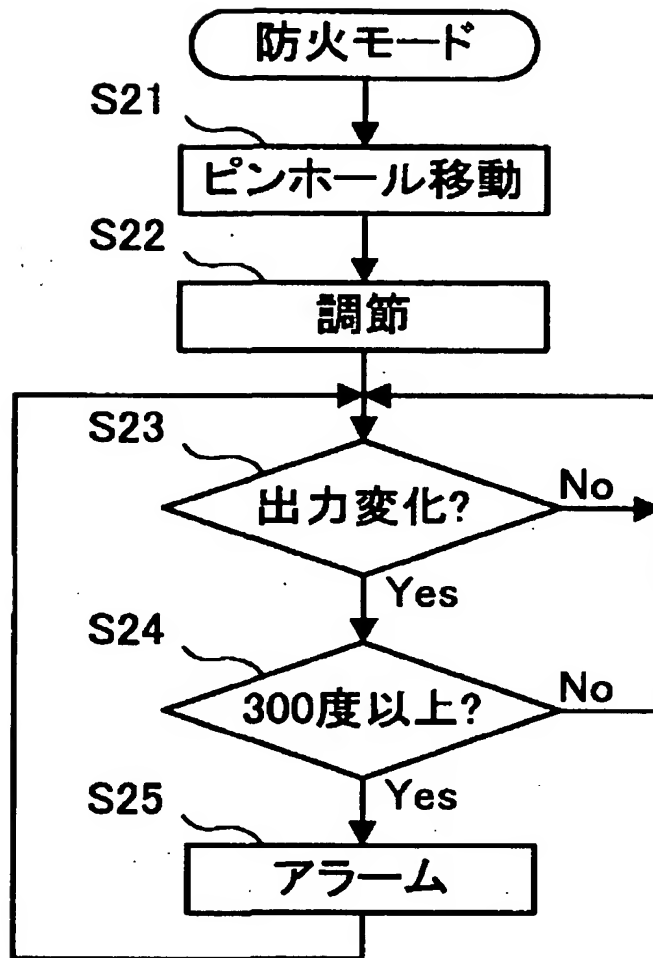 防火モード
S21
ピンホール移動
S22
調節
S23
出力変化?
No
Yes
S24
300度以上?
No
Yes
S25
アラーム